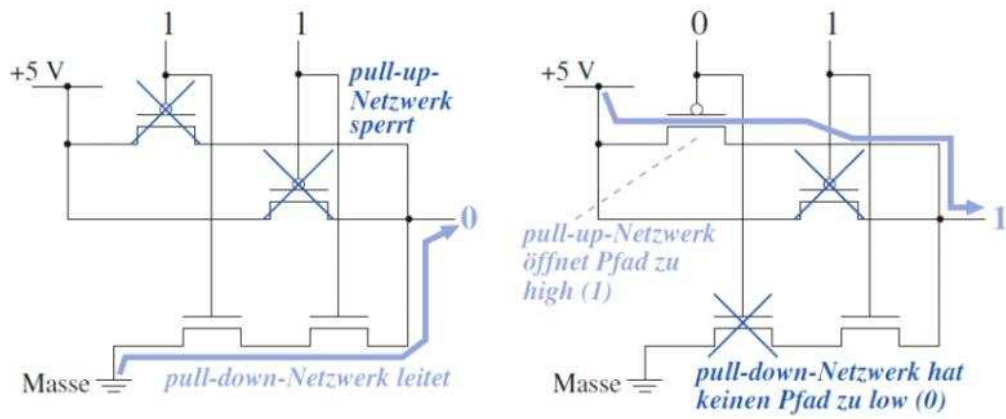 1 1
+5 V
pull-up-
Netzwerk
sperrt
0
Masse
pull-down-Netzwerk leitet
0 1
+5 V
1
pull-up-Netzwerk
öffnet Pfad zu
high (1)
Masse
pull-down-Netzwerk hat
keinen Pfad zu low (0)